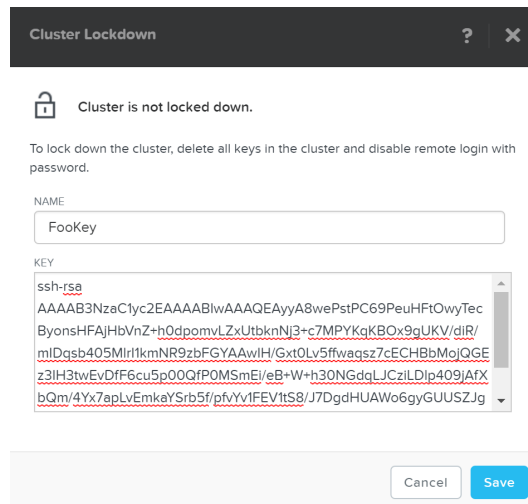 Cluster Lockdown
?
Cluster is not locked down.
To lock down the cluster, delete all keys in the cluster and disable remote login with
password.
NAME
FooKey
KEY
ssh-rsa
AAAAB3NzaC1yc2EAAAABIwAAAQEAyyA8wePstPC69PeuHFtOwyTec
ByonsHFAjHbVnZ+h0dpomvLZxUtbknNj3+c7MPYKqKBOx9gUKV/diR/
mIDqsb405MIrI1kmNR9zbFGYAAwIH/Gxt0Lv5ffwaqsz7cECHBbMojQGE
z3IH3twEvDfF6cu5p00QfP0MSmEi/eB+W+h30NGdqLJCziLDIp409jAfX
bQm/4Yx7apLvEmkaYSrb5f/pfvYv1FEV1tS8/J7DgdHUAWo6gyGUUSZJg
Cancel
Save